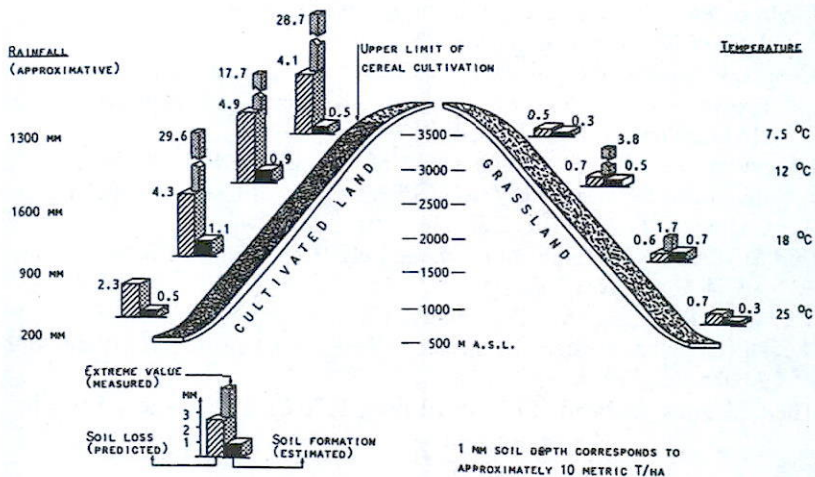 RAINFALL
(APPROXIMATIVE)
1300 MM
1600 MM
900 MM
200 MM
28.7
4.1
0.5
17.7
4.9
0.9
29.6
4.3
1.1
2.3
0.5
UPPER LIMIT OF
CEREAL CULTIVATION
CULTIVATED LAND
3500
3000
2500
2000
1500
1000
500 M A.S.L.
GRASSLAND
0.5
0.3
3.8
0.7
0.5
1.7
0.6
0.7
0.7
0.3
TEMPERATURE
7.5 °C
12 °C
18 °C
25 °C
EXTREME VALUE
(MEASURED)
MM
3
2
1
SOIL LOSS
(PREDICTED)
SOIL FORMATION
(ESTIMATED)
1 MM SOIL DEPTH CORRESPONDS TO
APPROXIMATELY 10 METRIC T/HA